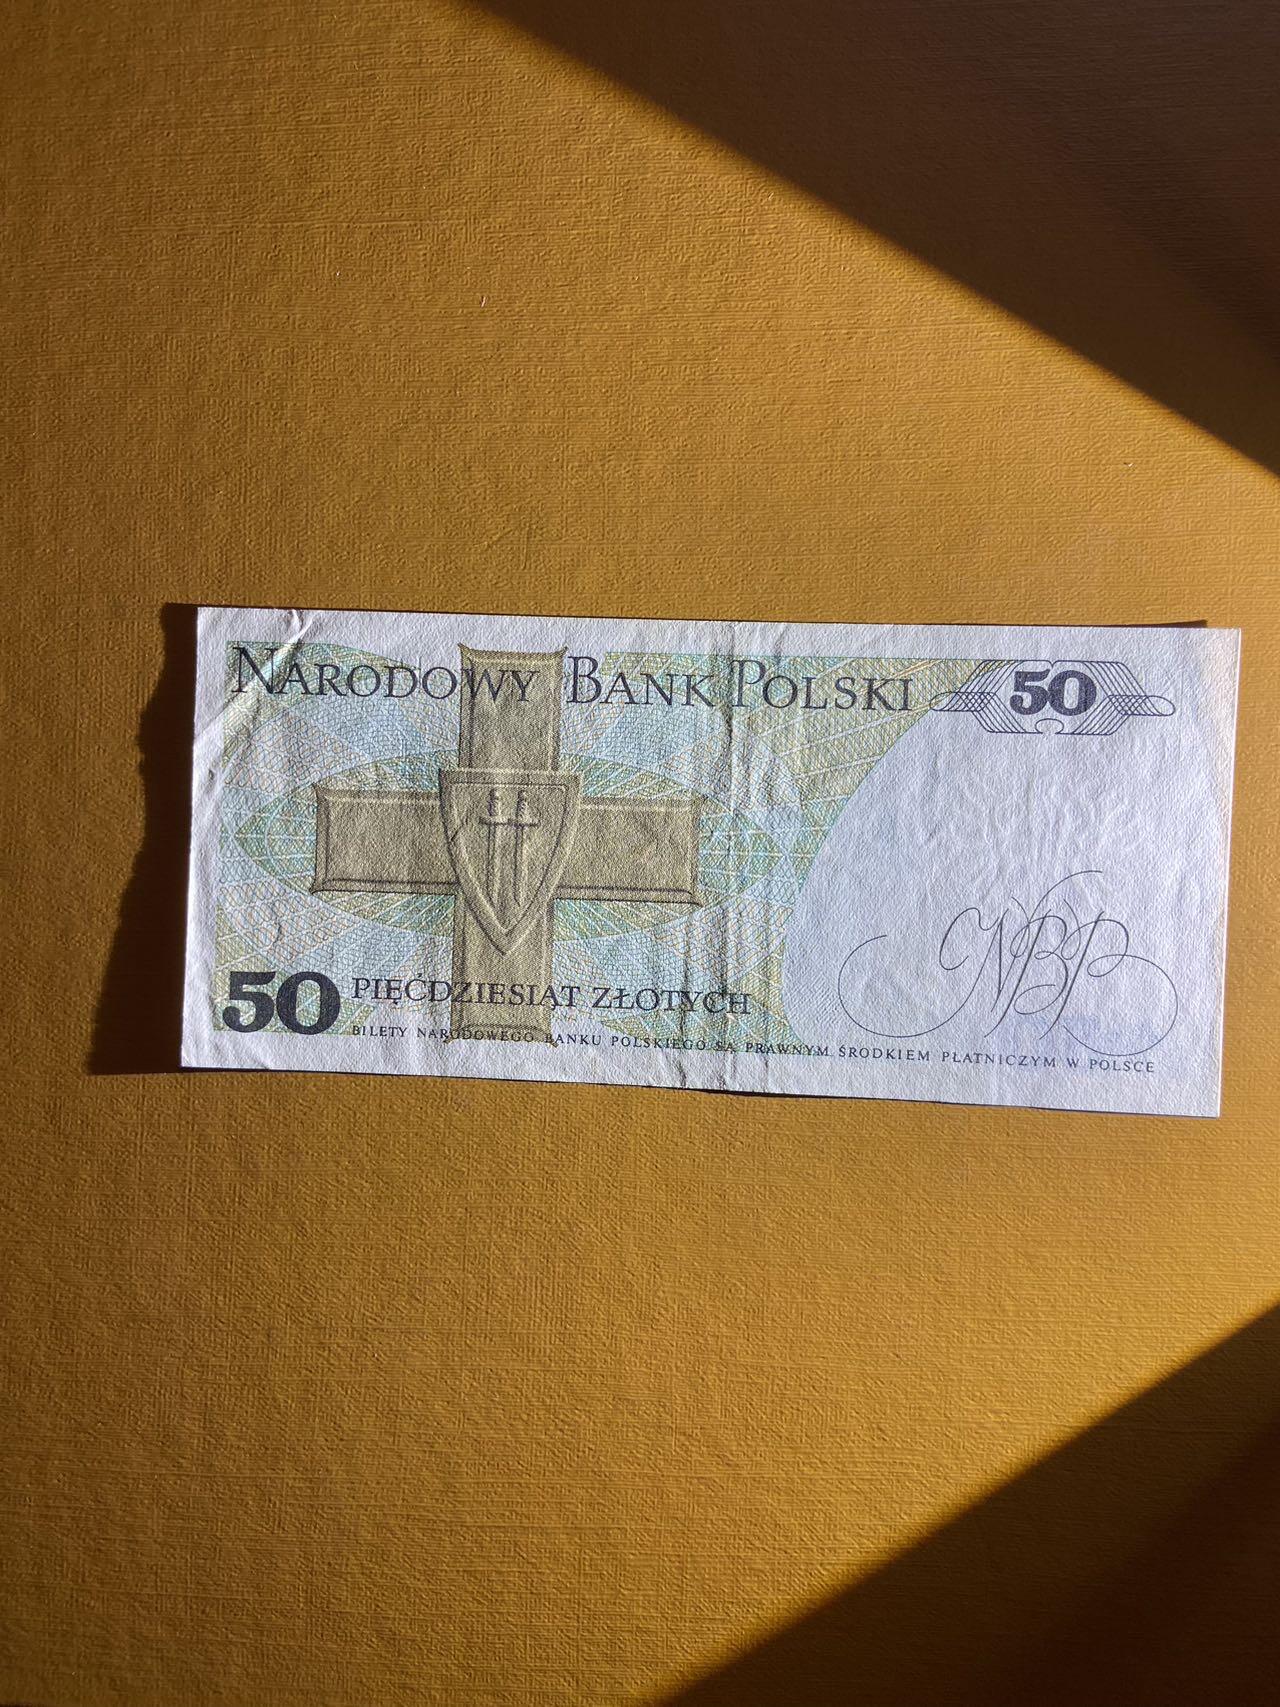 NARODOWY BANK POLSKI 50
NBP
50 PIĘĆDZIESIĄT ZŁOTYCH
BILETY NARODOWEGO BANKU POLSKIEGO SĄ PRAWNYM ŚRODKIEM PŁATNICZYM W POLSCE